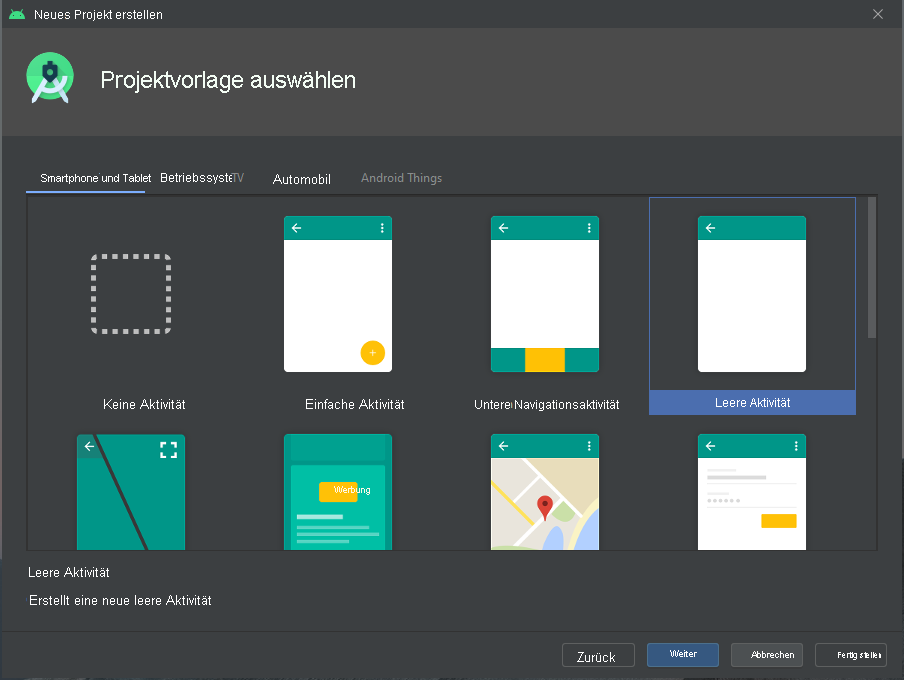 Neues Projekt erstellen
Projektvorlage auswählen
Smartphone und Tablet Betriebssyste TV Automobil Android Things
Keine Aktivität Einfache Aktivität Untere Navigationsaktivität Leere Aktivität
Werbung
Leere Aktivität
Erstellt eine neue leere Aktivität
Zurück Weiter Abbrechen Fertig stellen